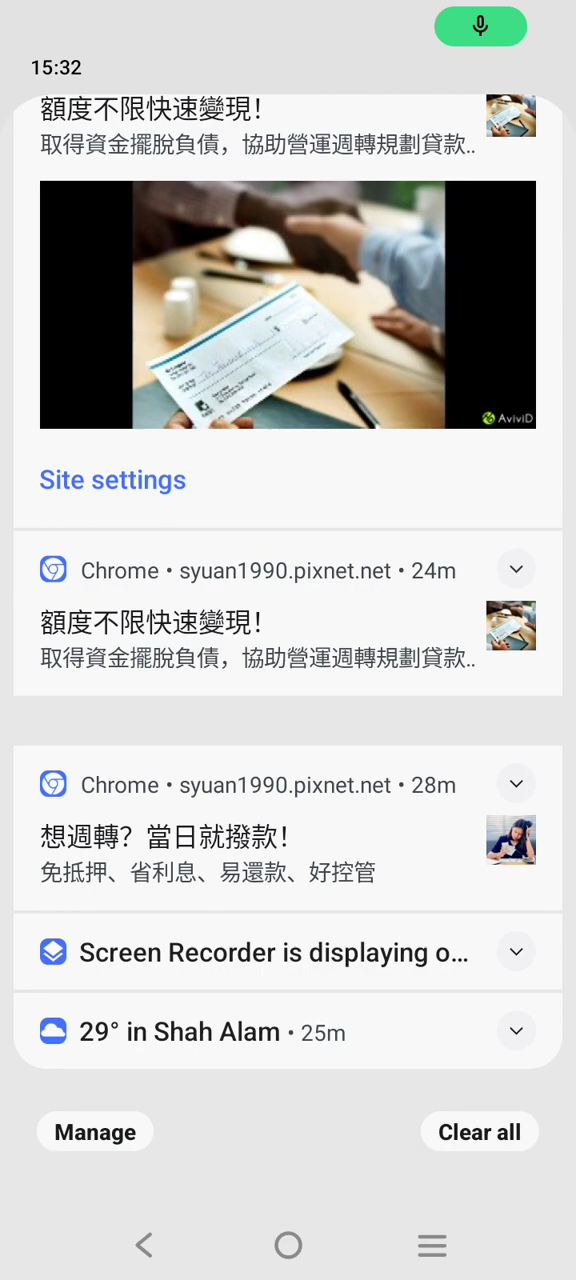 15:32
額度不限快速變現！
取得資金擺脫負債，協助營運週轉規劃貸款..
AviviD
Site settings
Chrome • syuan1990.pixnet.net • 24m
額度不限快速變現！
取得資金擺脫負債，協助營運週轉規劃貸款..
Chrome • syuan1990.pixnet.net • 28m
想週轉？當日就撥款！
免抵押、省利息、易還款、好控管
Screen Recorder is displaying o...
29° in Shah Alam • 25m
Manage
Clear all